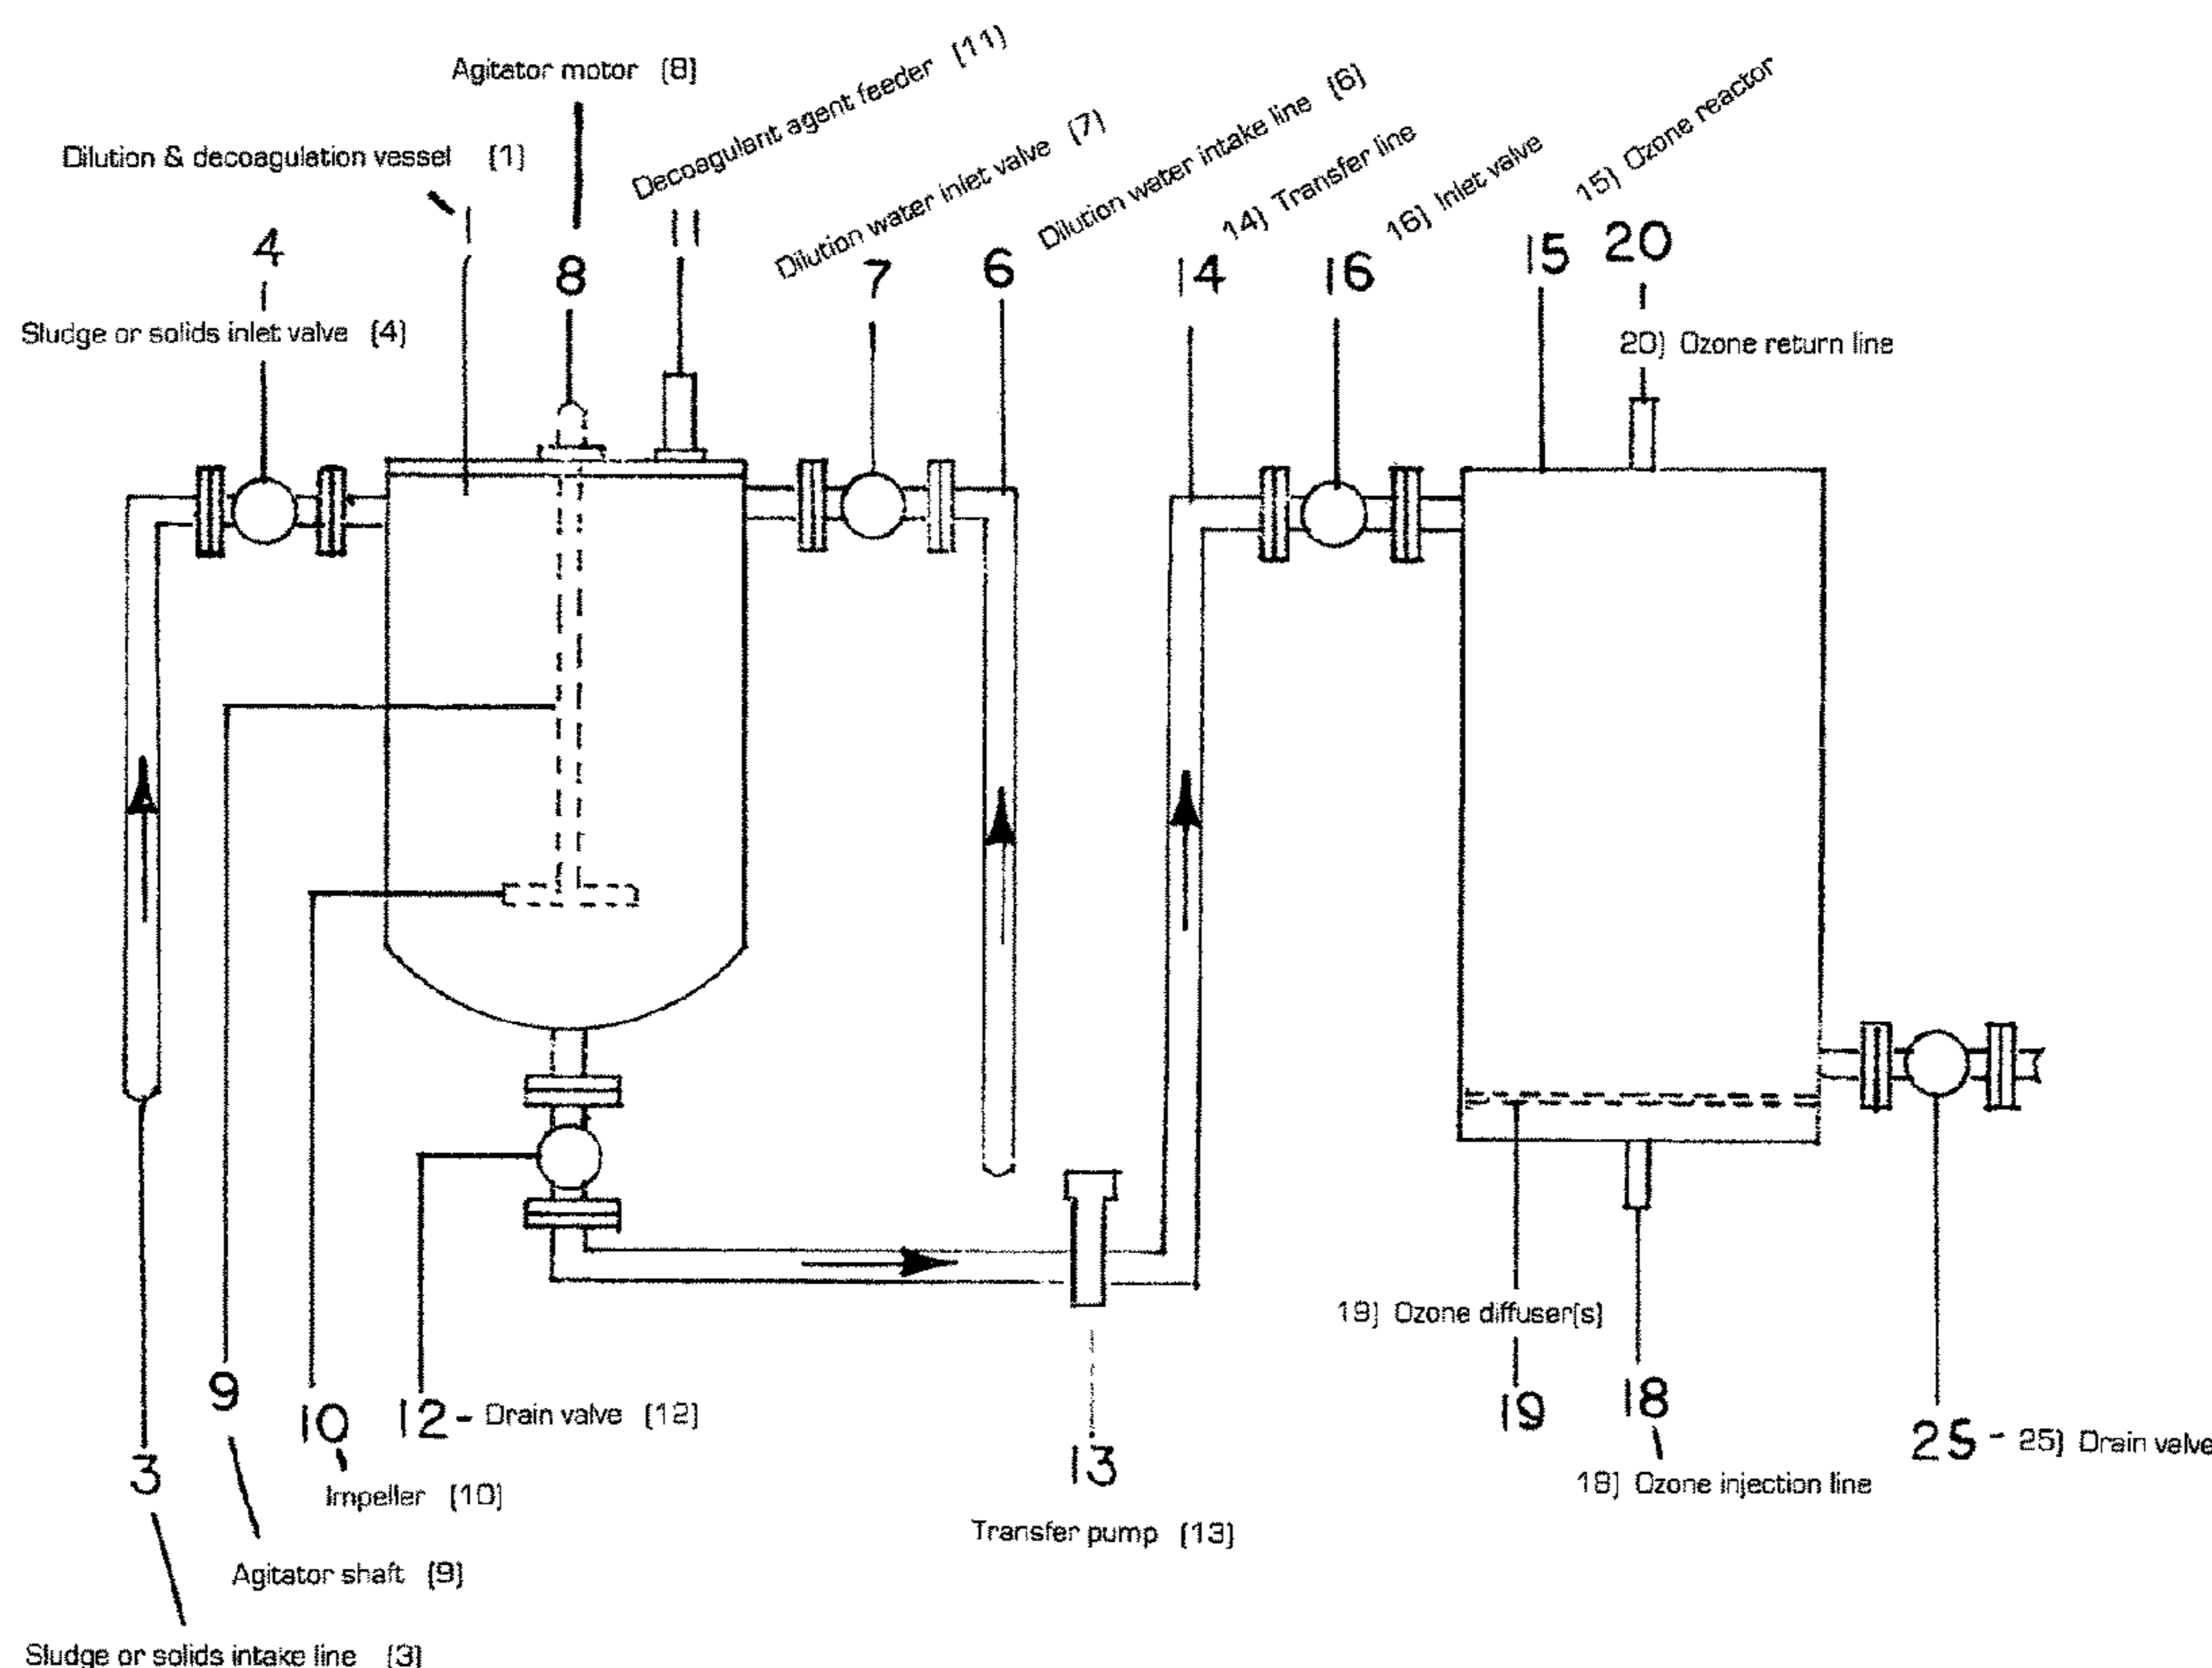 Agitator motor (8)
Decoagulant agent feeder (11)
Dilution & decoagulation vessel (1)
Dilution water inlet valve (7)
Dilution water intake line (6)
14) Transfer line
16) Inlet valve
15) Ozone reactor
4
1
8
11
7
6
14
16
15
20
Sludge or solids inlet valve (4)
20) Ozone return line
19) Ozone diffuser(s)
9
10
12 - Drain valve (12)
13
19
18
25 - 25) Drain valve
3
Impeller (10)
18) Ozone injection line
Transfer pump (13)
Agitator shaft (9)
Sludge or solids intake line (3)